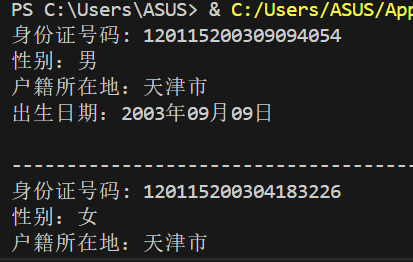 PS C:\Users\ASUS> & C:/Users/ASUS/App
身份证号码: 120115200309094054
性别: 男
户籍所在地: 天津市
出生日期: 2003年09月09日
----------------------------------------
身份证号码: 120115200304183226
性别: 女
户籍所在地: 天津市